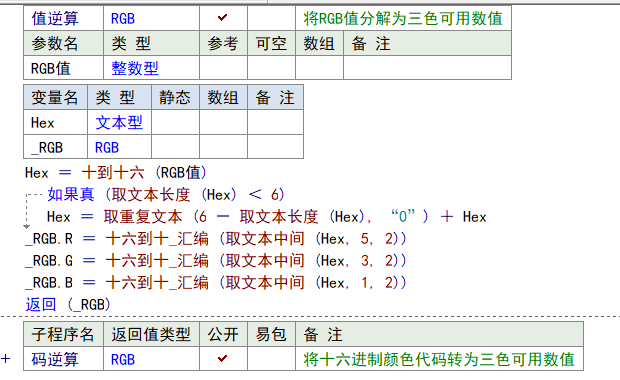 值逆算 RGB ✓ 将RGB值分解为三色可用数值
参数名 类 型 参考 可空 数组 备 注
RGB值 整数型
变量名 类 型 静态 数组 备 注
Hex 文本型
_RGB RGB
Hex ＝ 十到十六 (RGB值)
如果真 (取文本长度 (Hex) ＜ 6)
Hex ＝ 取重复文本 (6 － 取文本长度 (Hex), “0”) ＋ Hex
_RGB.R ＝ 十六到十_汇编 (取文本中间 (Hex, 5, 2))
_RGB.G ＝ 十六到十_汇编 (取文本中间 (Hex, 3, 2))
_RGB.B ＝ 十六到十_汇编 (取文本中间 (Hex, 1, 2))
返回 (_RGB)
子程序名 返回值类型 公开 易包 备 注
+ 码逆算 RGB ✓ 将十六进制颜色代码转为三色可用数值